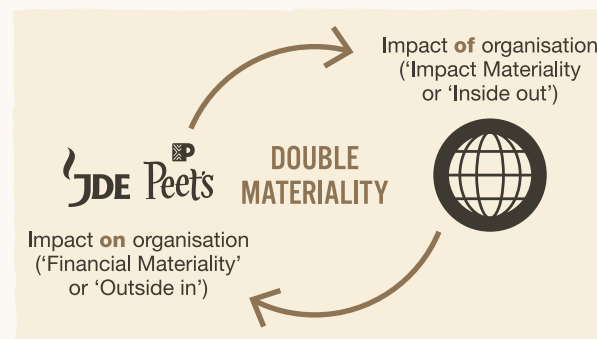 Impact of organisation
('Impact Materiality
or 'Inside out')
JDE Peet's
DOUBLE
MATERIALITY
Impact on organisation
('Financial Materiality'
or 'Outside in')